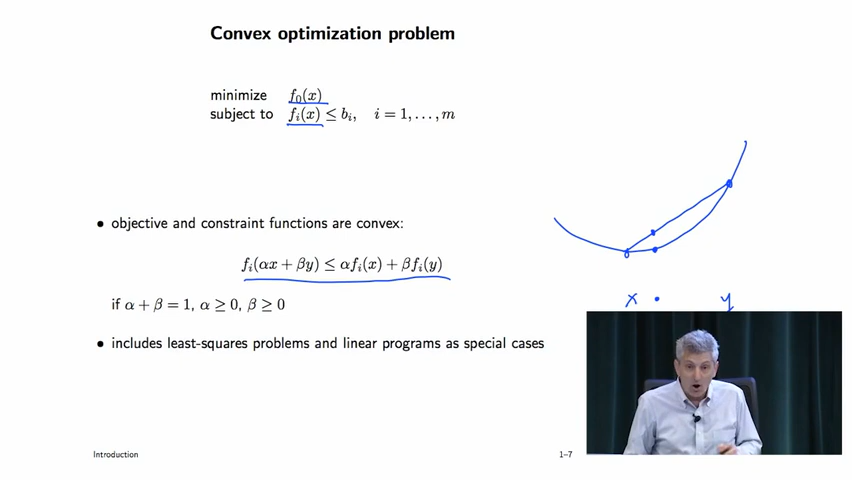 Convex optimization problem
minimize f₀(x)
subject to fᵢ(x) ≤ bᵢ, i = 1, . . . , m
• objective and constraint functions are convex:
fᵢ(αx + βy) ≤ αfᵢ(x) + βfᵢ(y)
x y
if α + β = 1, α ≥ 0, β ≥ 0
• includes least-squares problems and linear programs as special cases
Introduction 1–7